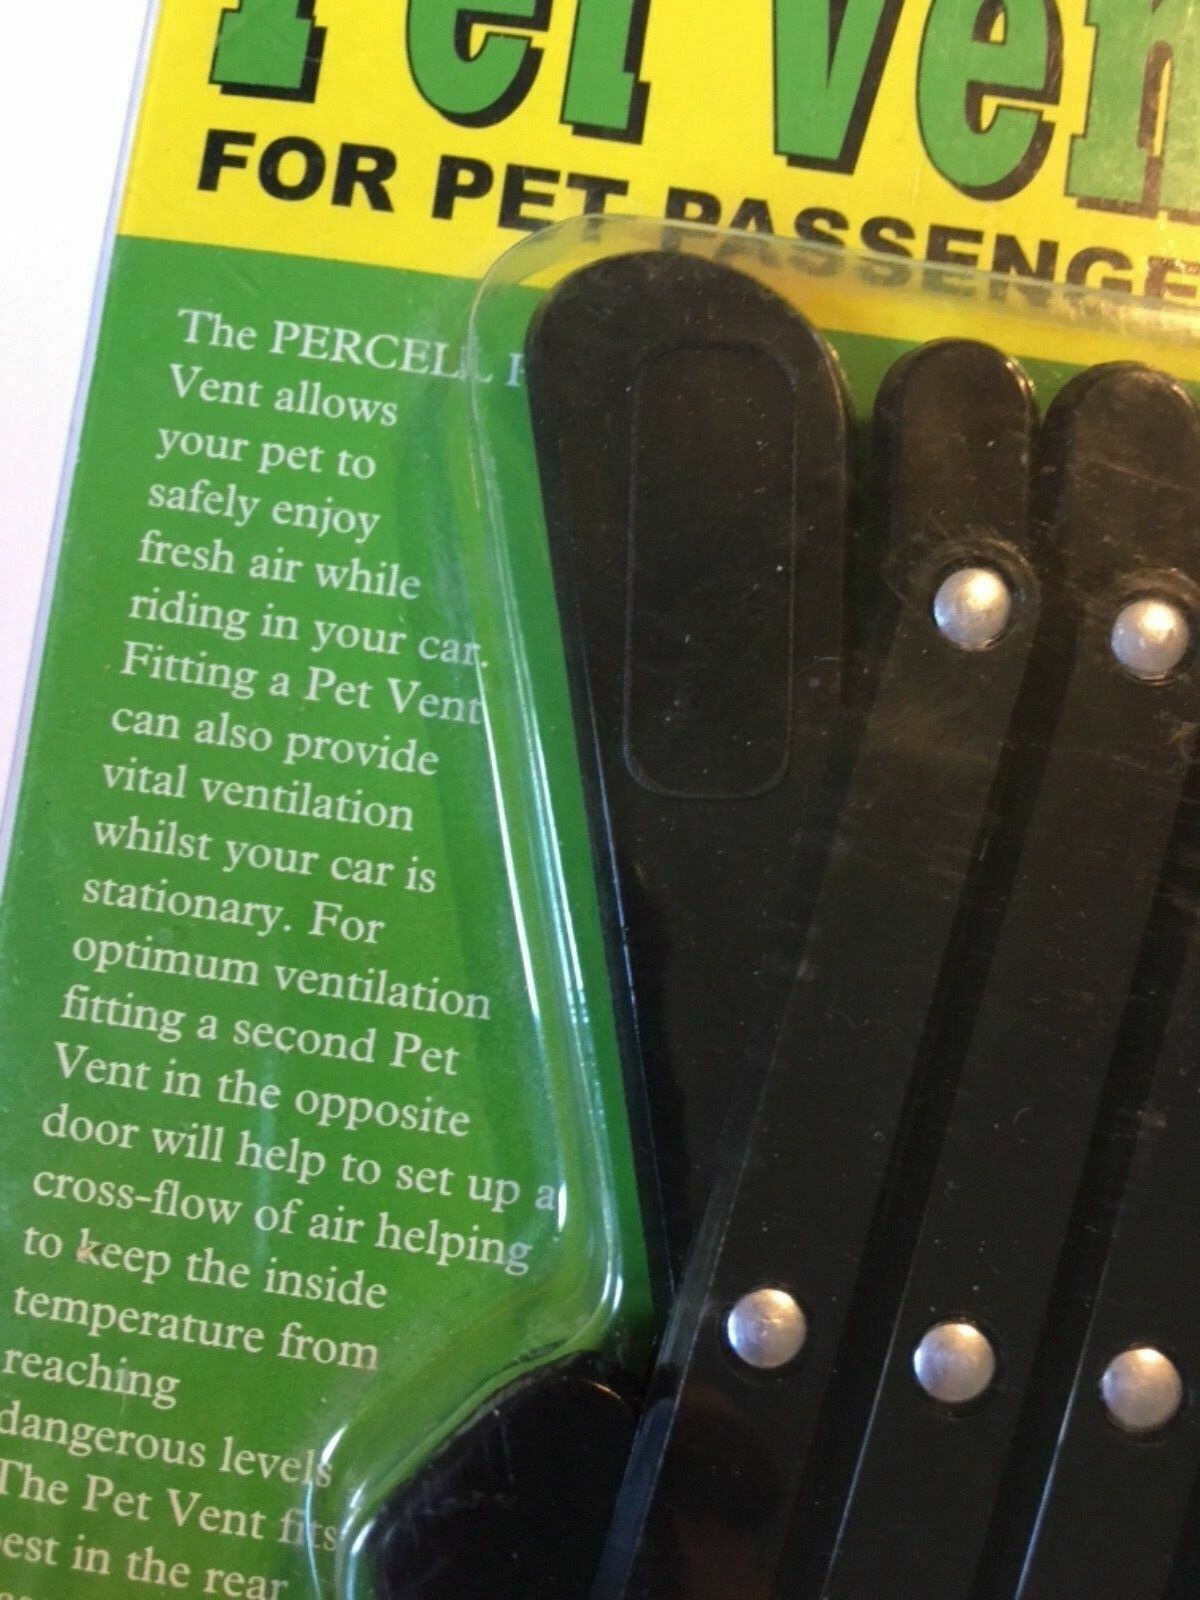 Pet Ven
FOR PET PASSENGE
The PERCELL P
Vent allows
your pet to
safely enjoy
fresh air while
riding in your car.
Fitting a Pet Vent
can also provide
vital ventilation
whilst your car is
stationary. For
optimum ventilation
fitting a second Pet
Vent in the opposite
door will help to set up a
cross-flow of air helping
to keep the inside
temperature from
reaching
dangerous levels
The Pet Vent fits
est in the rear